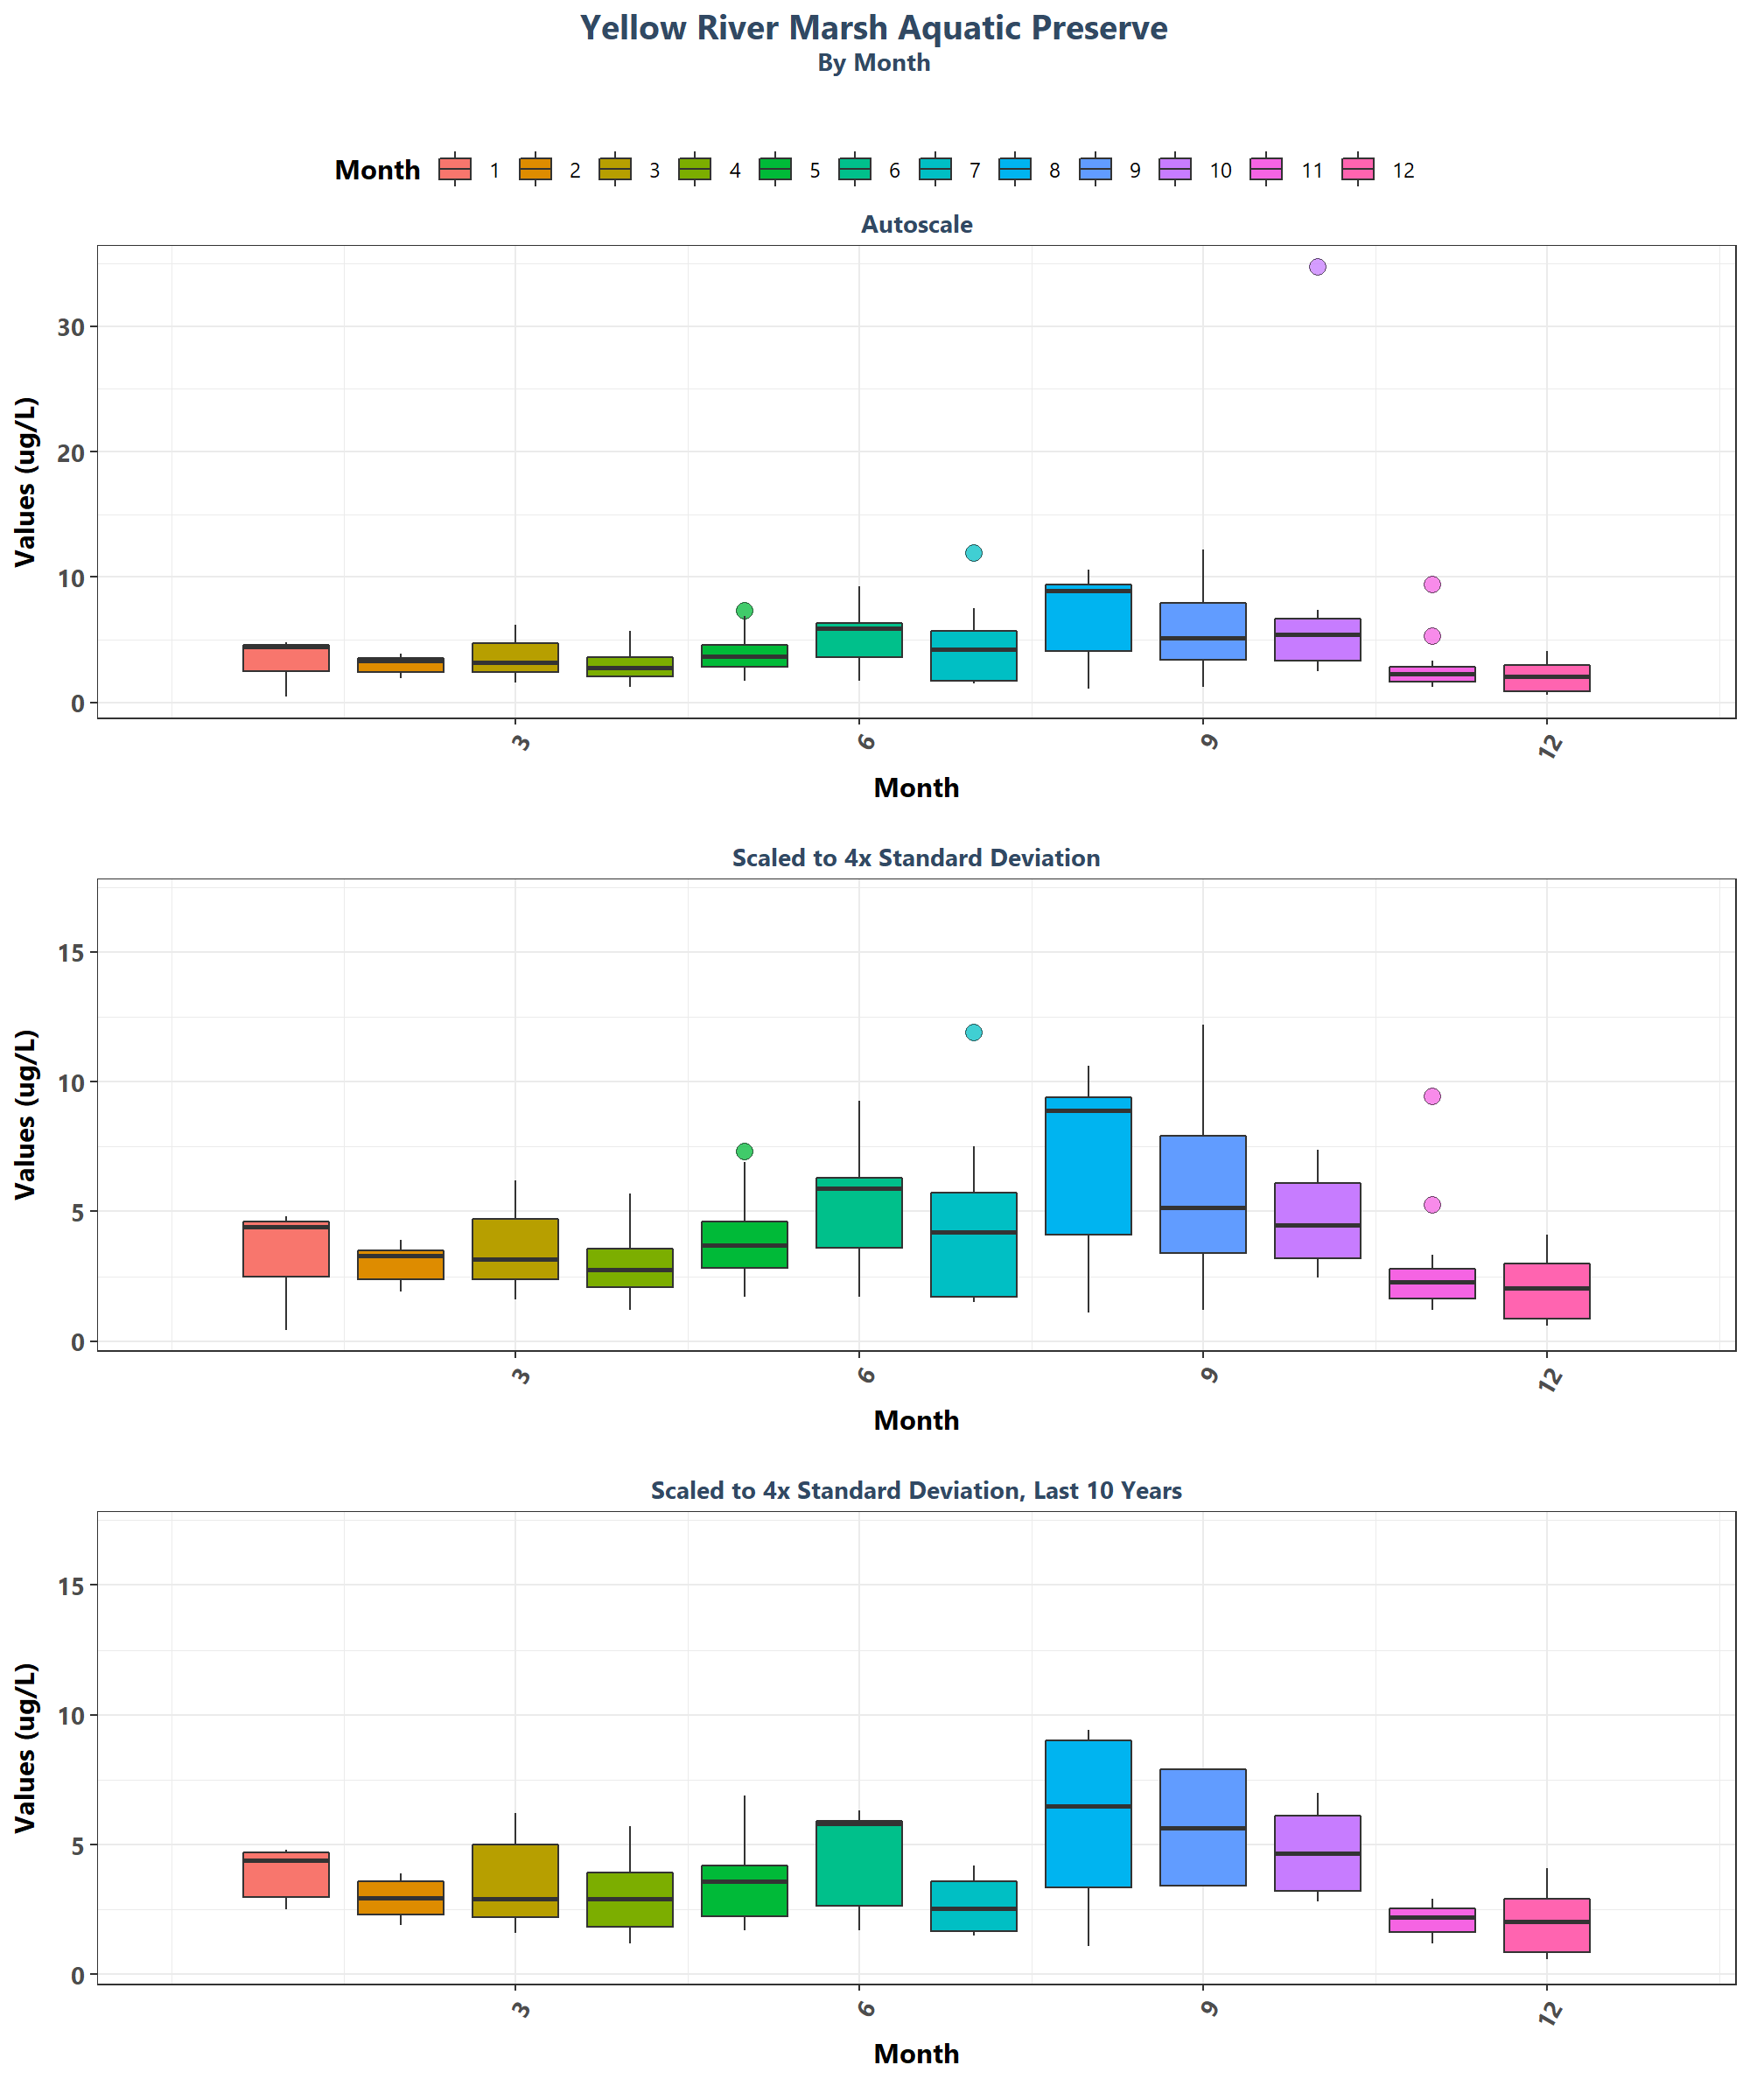 Yellow River Marsh Aquatic Preserve
By Month
Month 1 2 3 4 5 6 7 8 9 10 11 12
Autoscale
Values (ug/L)
30
20
10
0
3 6 9 12
Month
Scaled to 4x Standard Deviation
Values (ug/L)
15
10
5
0
3 6 9 12
Month
Scaled to 4x Standard Deviation, Last 10 Years
Values (ug/L)
15
10
5
0
3 6 9 12
Month